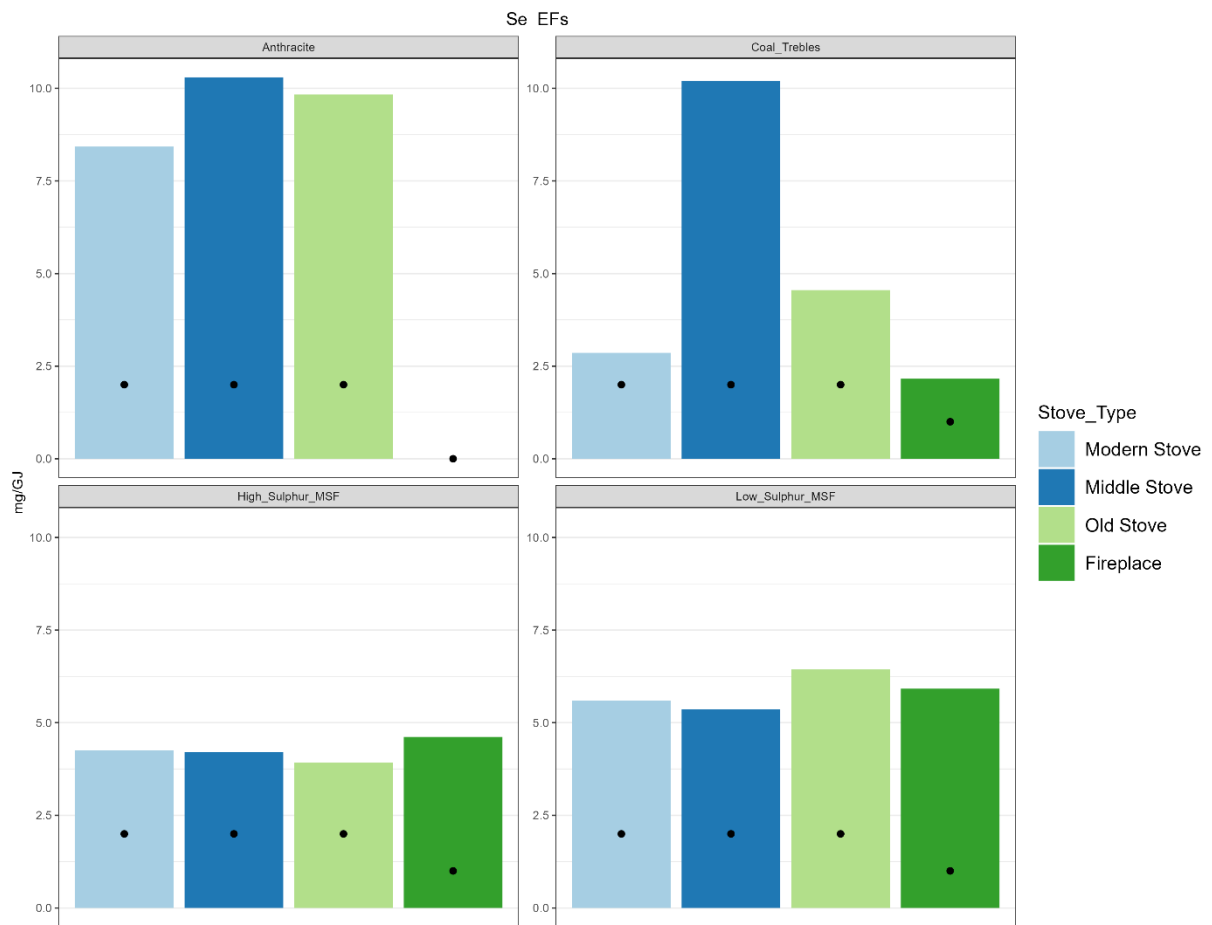 Se EFs
Anthracite
Coal_Trebles
10.0
7.5
5.0
2.5
0.0
10.0
7.5
5.0
2.5
0.0
mg/GJ
High_Sulphur_MSF
Low_Sulphur_MSF
10.0
7.5
5.0
2.5
0.0
10.0
7.5
5.0
2.5
0.0
Stove_Type
Modern Stove
Middle Stove
Old Stove
Fireplace